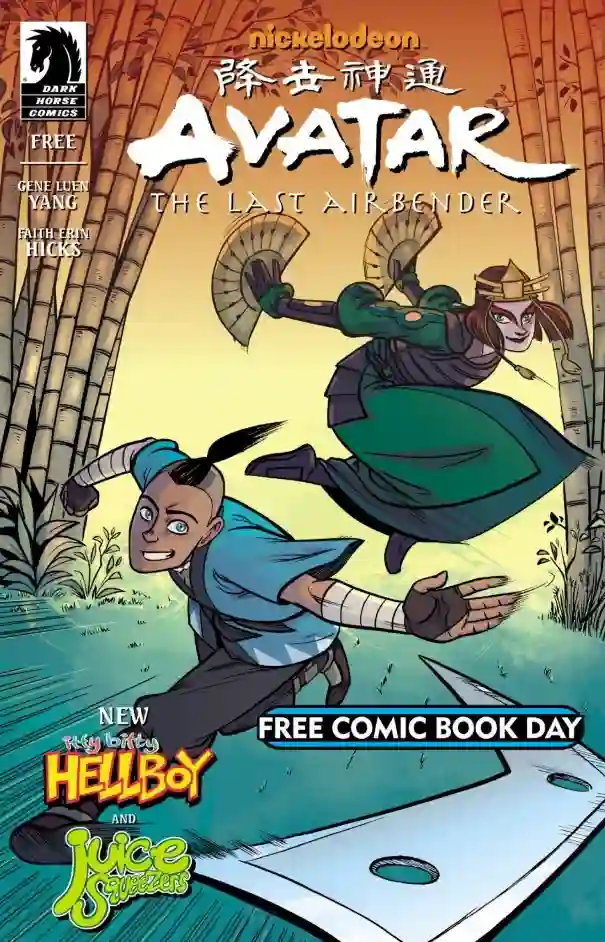 nickelodeon
降世神通
AVATAR
THE LAST AIRBENDER
DARK
HORSE
COMICS
FREE
GENE LUEN
YANG
FAITH ERIN
HICKS
NEW
itty bitty
HELLBOY
AND
Juice
Squeezers
FREE COMIC BOOK DAY